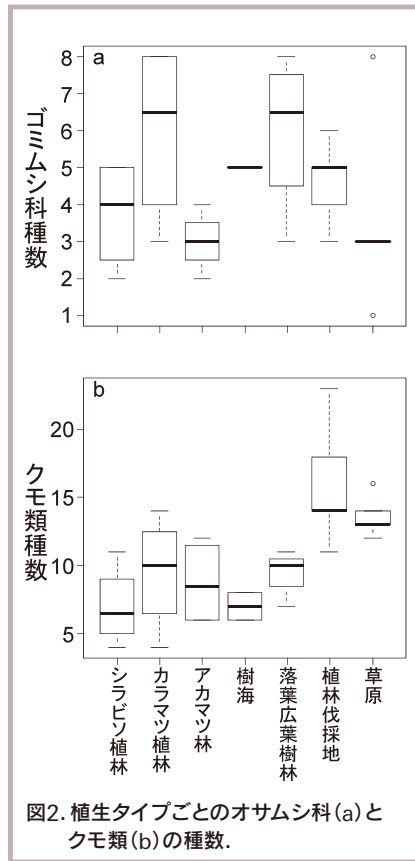 a
ゴミムシ科種数
8
7
6
5
4
3
2
1
b
クモ類種数
20
15
10
5
シラビソ植林
カラマツ植林
アカマツ林
樹海
落葉広葉樹林
植林伐採地
草原
図2. 植生タイプごとのオサムシ科(a)と
クモ類(b)の種数.